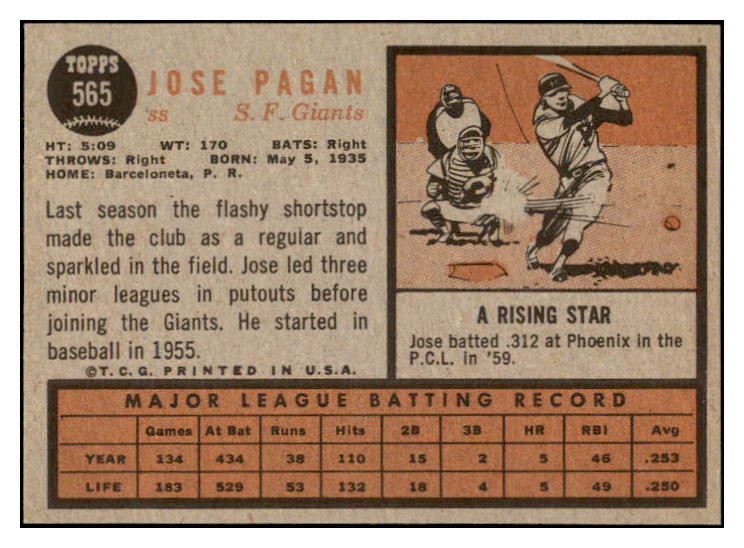 TOPPS
565
JOSE PAGAN
ss S. F. Giants
HT: 5:09 WT: 170 BATS: Right
THROWS: Right BORN: May 5, 1935
HOME: Barceloneta, P. R.
Last season the flashy shortstop
made the club as a regular and
sparkled in the field. Jose led three
minor leagues in putouts before
joining the Giants. He started in
baseball in 1955.
©T. C. G. PRINTED IN U.S.A.
A RISING STAR
Jose batted .312 at Phoenix in the
P.C.L. in '59.
MAJOR LEAGUE BATTING RECORD
Games At Bat Runs Hits 2B 3B HR RBI Avg
YEAR 134 434 38 110 15 2 5 46 .253
LIFE 183 529 53 132 18 4 5 49 .250